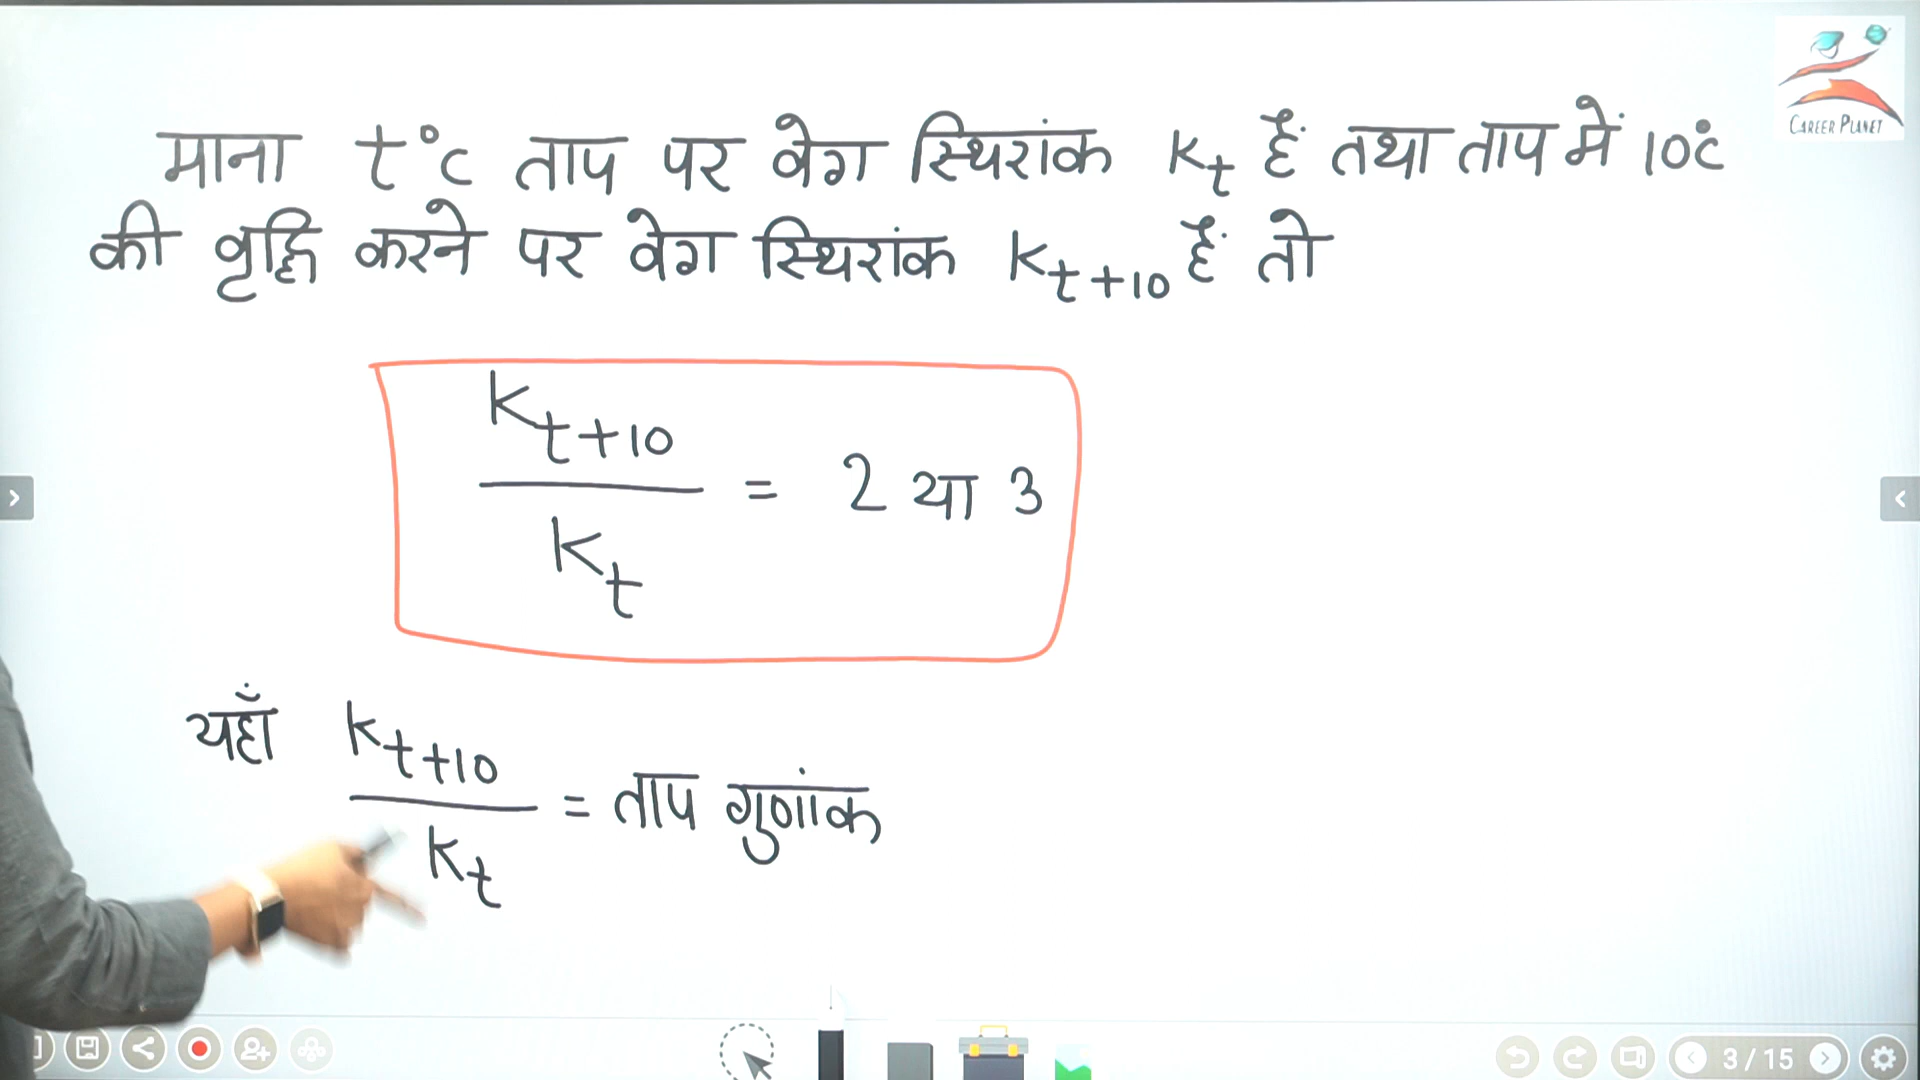 CAREER PLANET
माना t°c ताप पर वेग स्थिरांक Kt हैं तथा ताप में 10°c
की वृद्धि करने पर वेग स्थिरांक Kt+10 हैं तो
Kt+10 / Kt = 2 या 3
यहाँ Kt+10 / Kt = ताप गुणांक
3 / 15